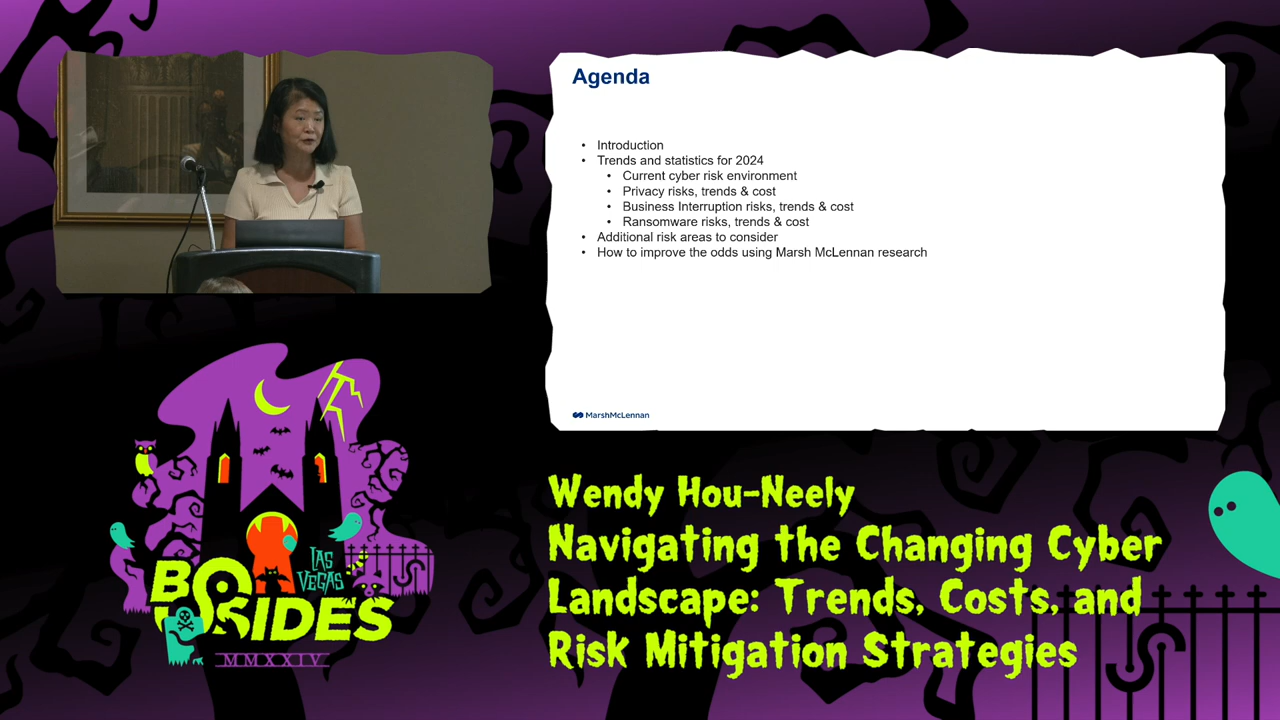 Agenda
• Introduction
• Trends and statistics for 2024
• Current cyber risk environment
• Privacy risks, trends & cost
• Business Interruption risks, trends & cost
• Ransomware risks, trends & cost
• Additional risk areas to consider
• How to improve the odds using Marsh McLennan research
MarshMcLennan
LAS
VEGAS
BSIDES
MMXXIV
Wendy Hou-Neely
Navigating the Changing Cyber
Landscape: Trends, Costs, and
Risk Mitigation Strategies